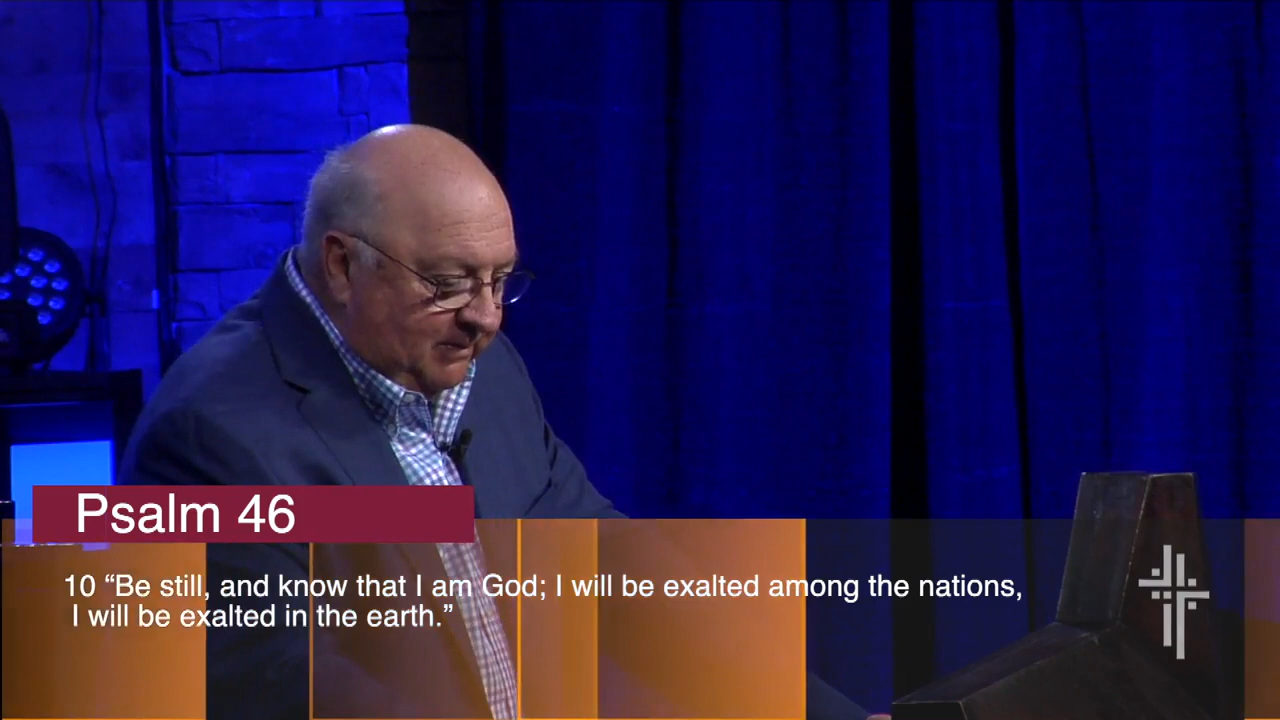 Psalm 46
10 “Be still, and know that I am God; I will be exalted among the nations,
I will be exalted in the earth.”